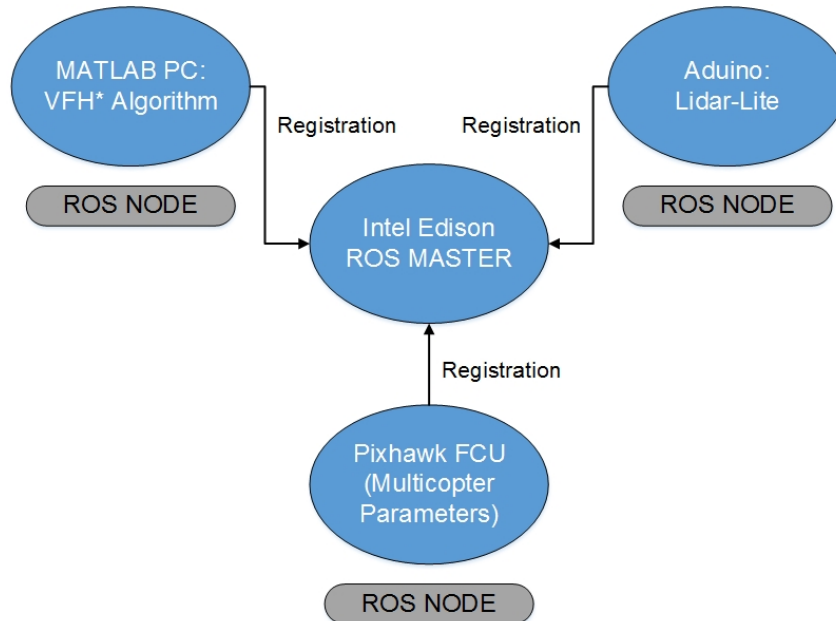 MATLAB PC:
VFH* Algorithm
Aduino:
Lidar-Lite
Registration
Registration
ROS NODE
ROS NODE
Intel Edison
ROS MASTER
Registration
Pixhawk FCU
(Multicopter
Parameters)
ROS NODE